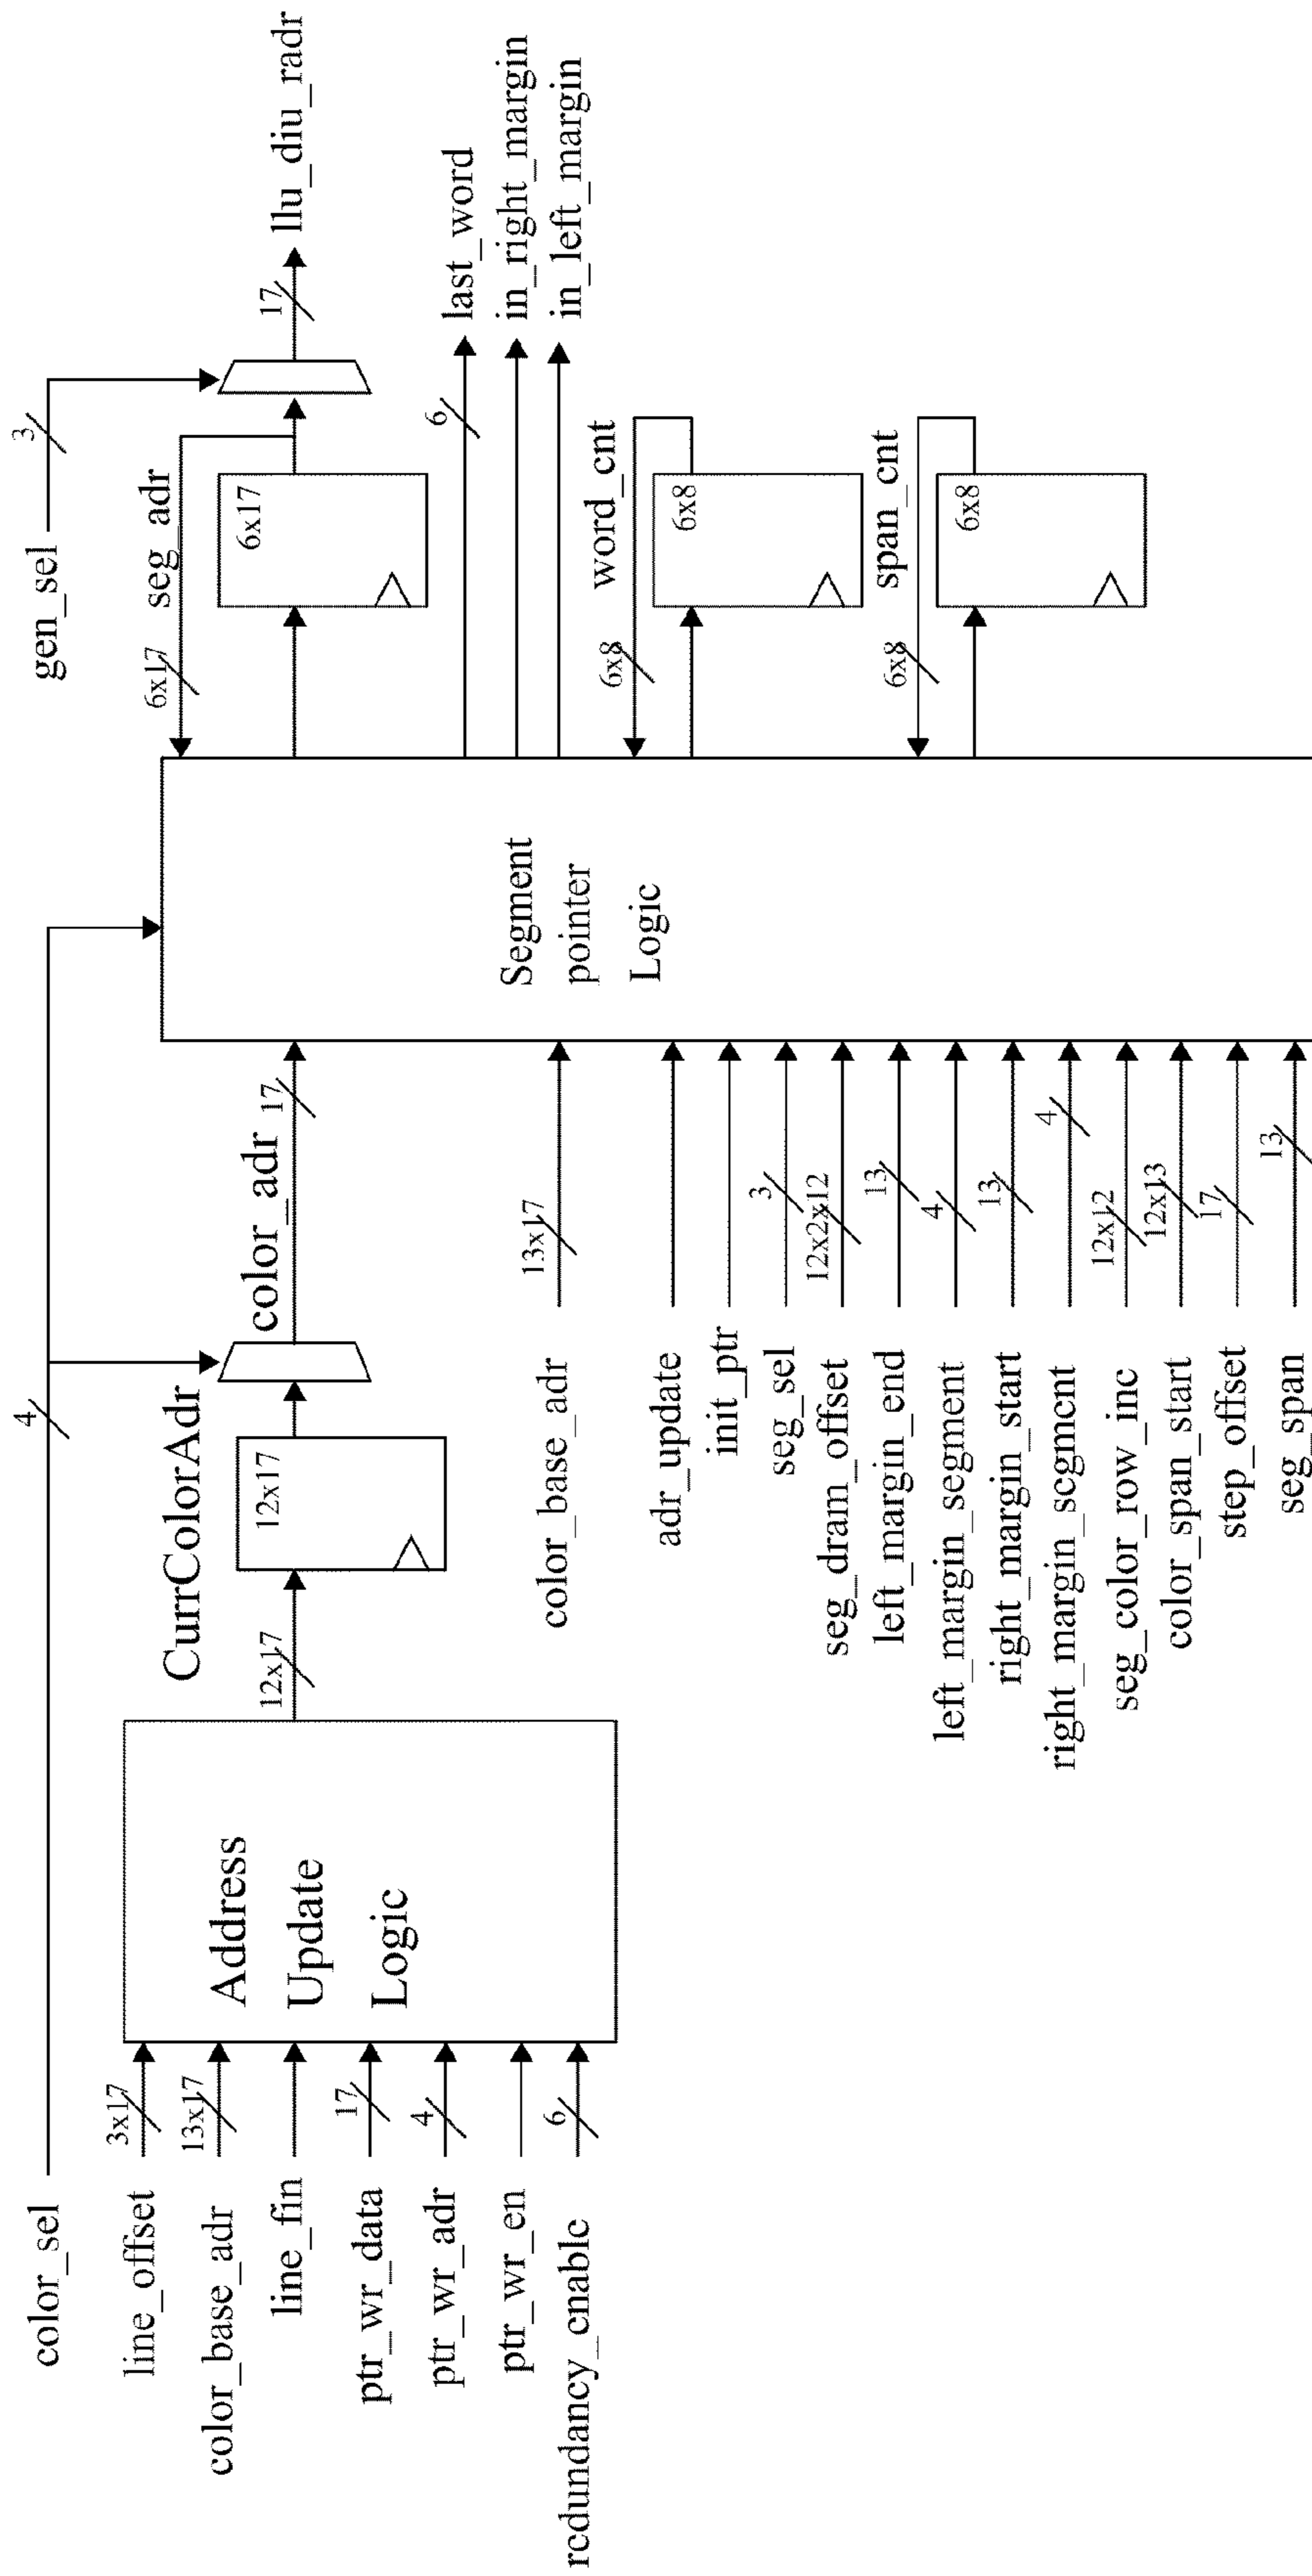 color_sel
4
line_offset
3x17
color_base_adr
13x17
line_fin
ptr_wr_data
17
ptr_wr_adr
4
ptr_wr_en
redundancy_enable
6
Address
Update
Logic
12x17
CurrColorAdr
12x17
color_adr
17
color_base_adr
13x17
adr_update
init_ptr
seg_sel
3
seg_dram_offset
12x2x12
left_margin_end
13
left_margin_segment
4
right_margin_start
13
right_margin_segment
4
seg_color_row_inc
12x12
color_span_start
12x13
step_offset
17
seg_span
13
Segment
pointer
Logic
gen_sel
3
seg_adr
6x17
6x17
17
llu_diu_radr
6
last_word
in_right_margin
in_left_margin
word_cnt
6x8
6x8
span_cnt
6x8
6x8